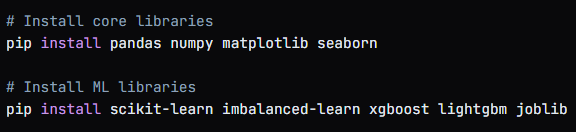 # Install core libraries
pip install pandas numpy matplotlib seaborn
# Install ML libraries
pip install scikit-learn imbalanced-learn xgboost lightgbm joblib